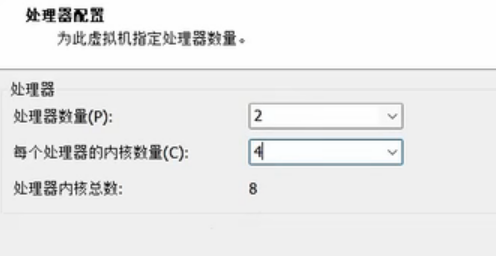 处理器配置
为此虚拟机指定处理器数量。
处理器
处理器数量(P): 2
每个处理器的内核数量(C): 4
处理器内核总数: 8